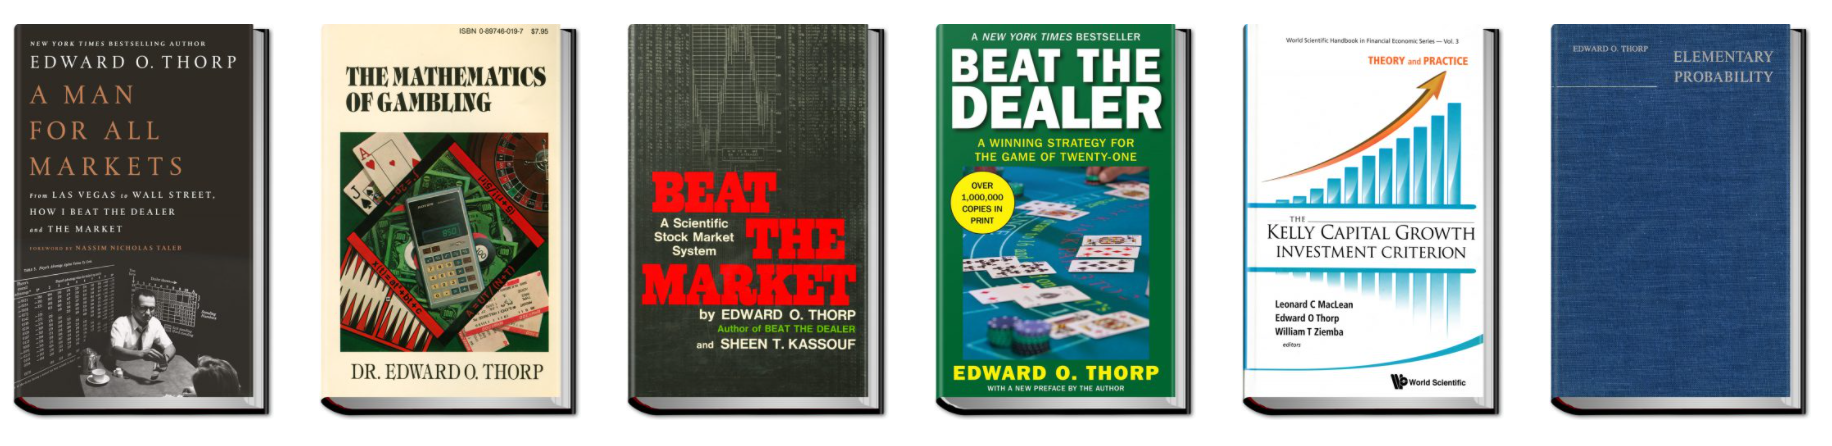 NEW YORK TIMES BESTSELLING AUTHOR
EDWARD O. THORP
A MAN
FOR ALL
MARKETS
From LAS VEGAS to WALL STREET,
HOW I BEAT THE DEALER
and THE MARKET
FOREWORD BY NASSIM NICHOLAS TALEB
ISBN 0-89746-019-7 $7.95
THE MATHEMATICS
OF GAMBLING
DR. EDWARD O. THORP
BEAT
THE
MARKET
A Scientific
Stock Market
System
by EDWARD O. THORP
Author of BEAT THE DEALER
and SHEEN T. KASSOUF
A NEW YORK TIMES BESTSELLER
BEAT THE
DEALER
A WINNING STRATEGY FOR
THE GAME OF TWENTY-ONE
OVER
1,000,000
COPIES IN
PRINT
EDWARD O. THORP
WITH A NEW PREFACE BY THE AUTHOR
World Scientific Handbook in Financial Economic Series — Vol. 3
THEORY and PRACTICE
THE
KELLY CAPITAL GROWTH
INVESTMENT CRITERION
Leonard C MacLean
Edward O Thorp
William T Ziemba
editors
World Scientific
EDWARD O. THORP
ELEMENTARY
PROBABILITY